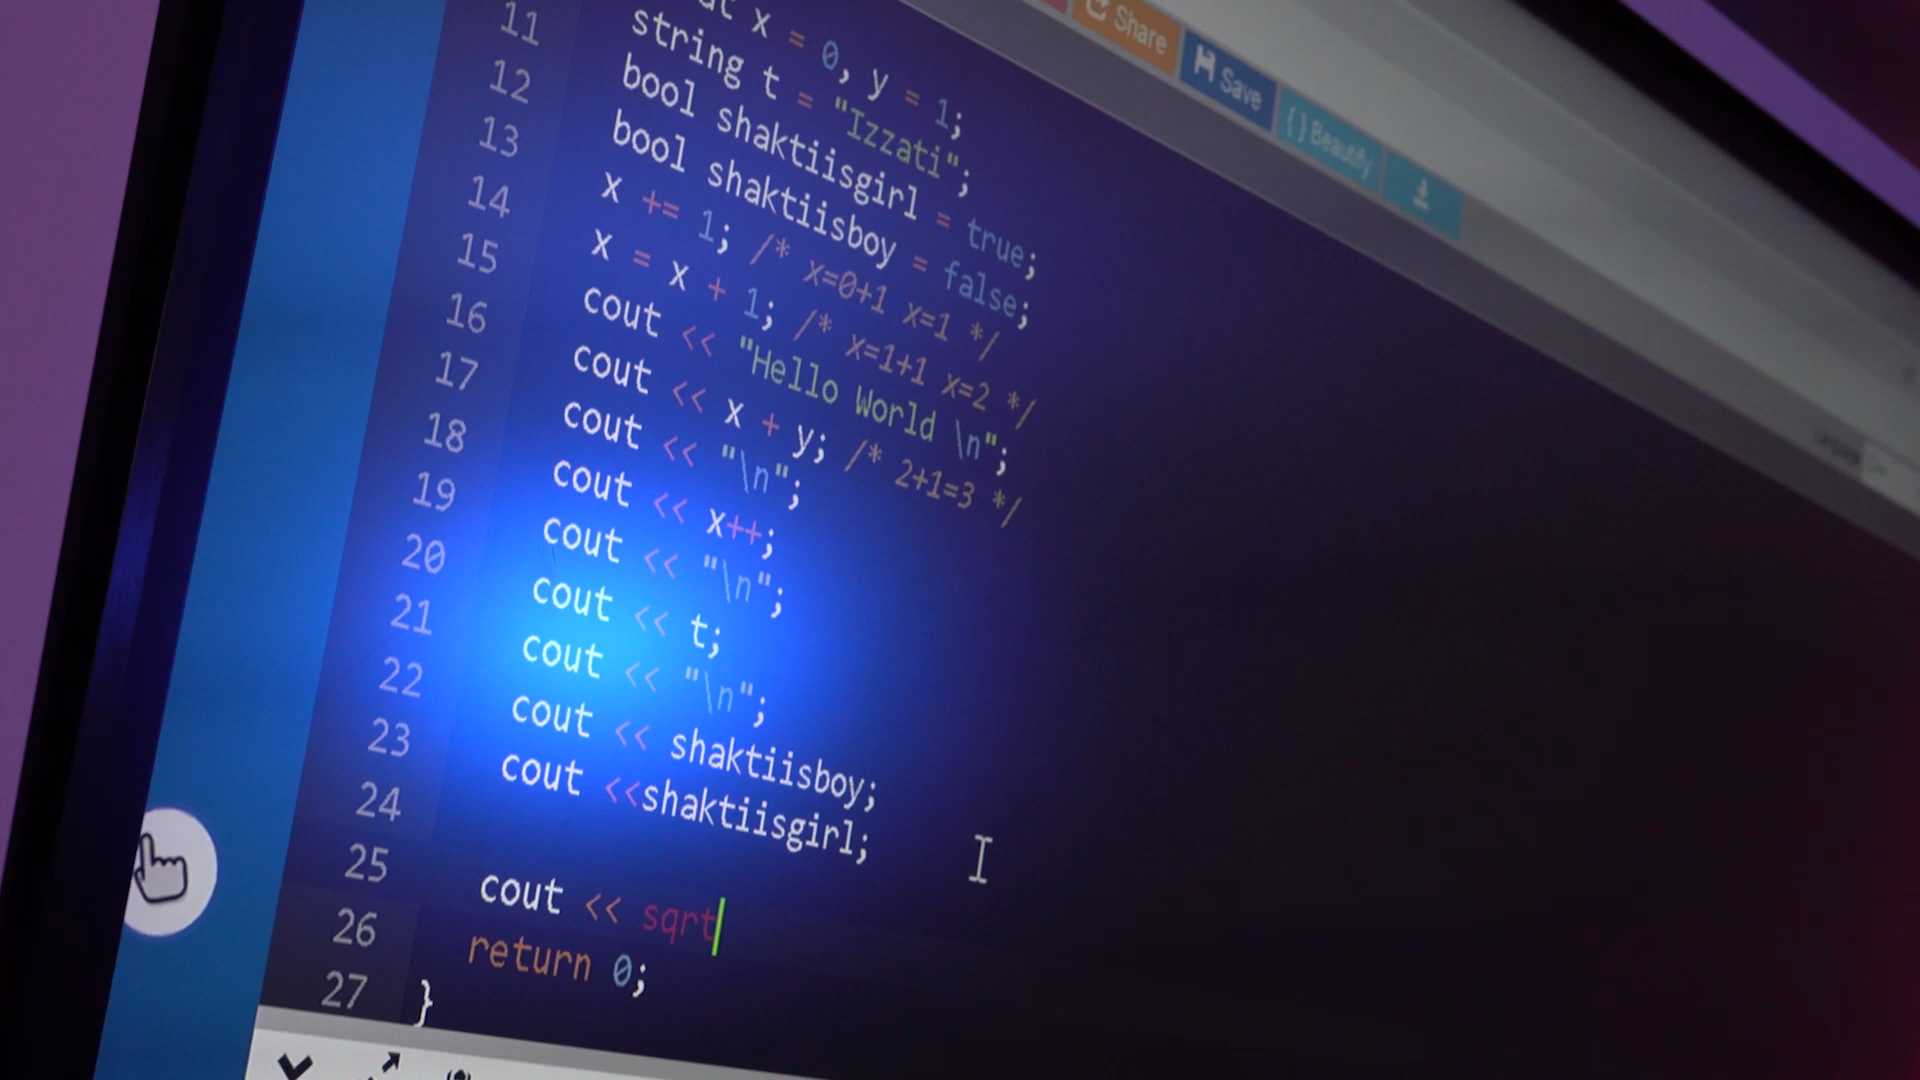 Share
Save
{ } Beautify
x = 0, y = 1;
string t = "Izzati";
11 bool shaktiisgirl = true;
12 bool shaktiisboy = false;
13 x += 1; /* x=0+1 x=1 */
14 x = x + 1; /* x=1+1 x=2 */
15 cout << "Hello World \n";
16 cout << x + y; /* 2+1=3 */
17 cout << "\n";
18 cout << x++;
19 cout << "\n";
20 cout << t;
21 cout << "\n";
22 cout << shaktiisboy;
23 cout <<shaktiisgirl;
24
25 cout << sqrt
26 return 0;
27 }